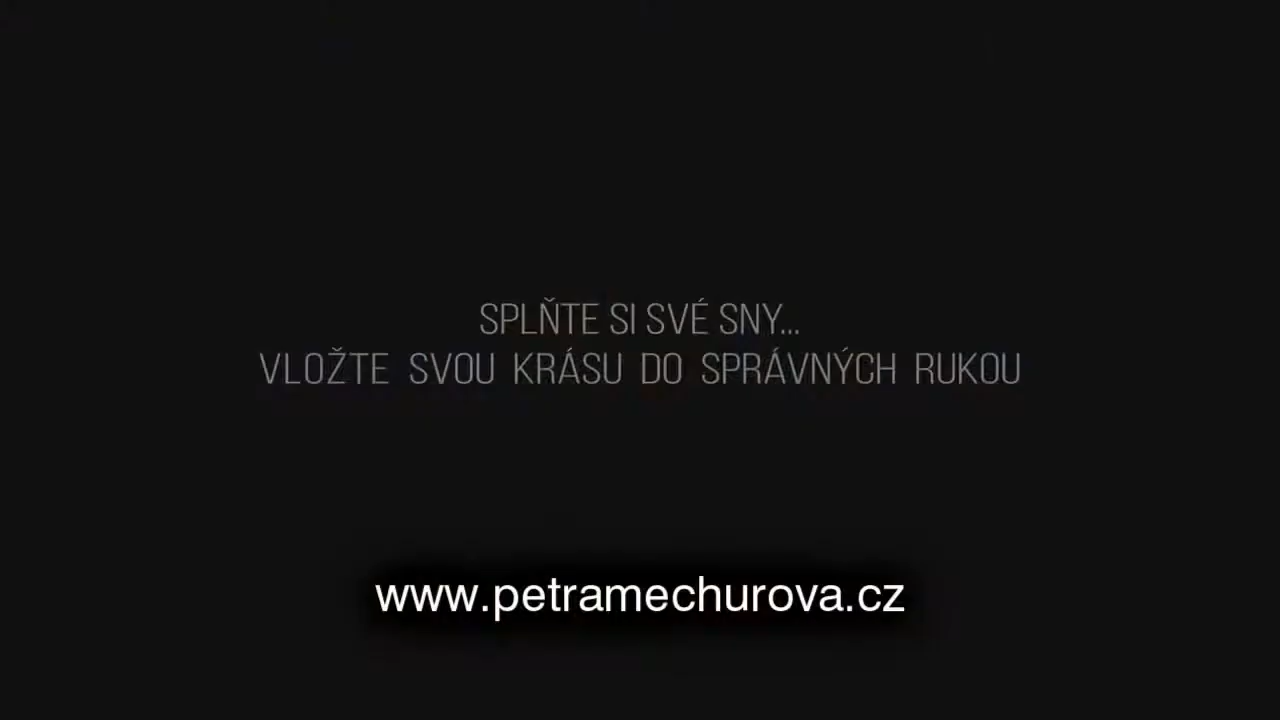 SPLŇTE SI SVÉ SNY...
VLOŽTE SVOU KRÁSU DO SPRÁVNÝCH RUKOU
www.petramechurova.cz